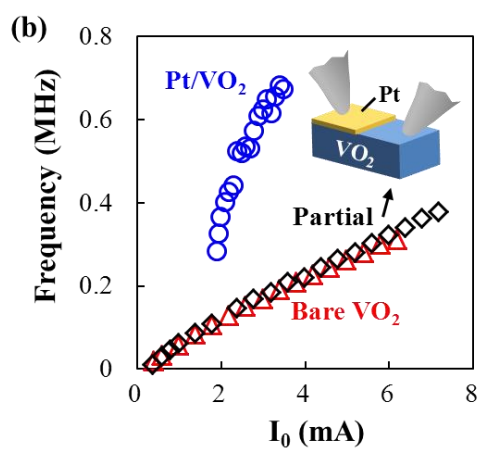 (b)
0.8
0.6
0.4
0.2
0
Frequency (MHz)
Pt/VO₂
Pt
VO₂
Partial
Bare VO₂
0 2 4 6 8
I₀ (mA)